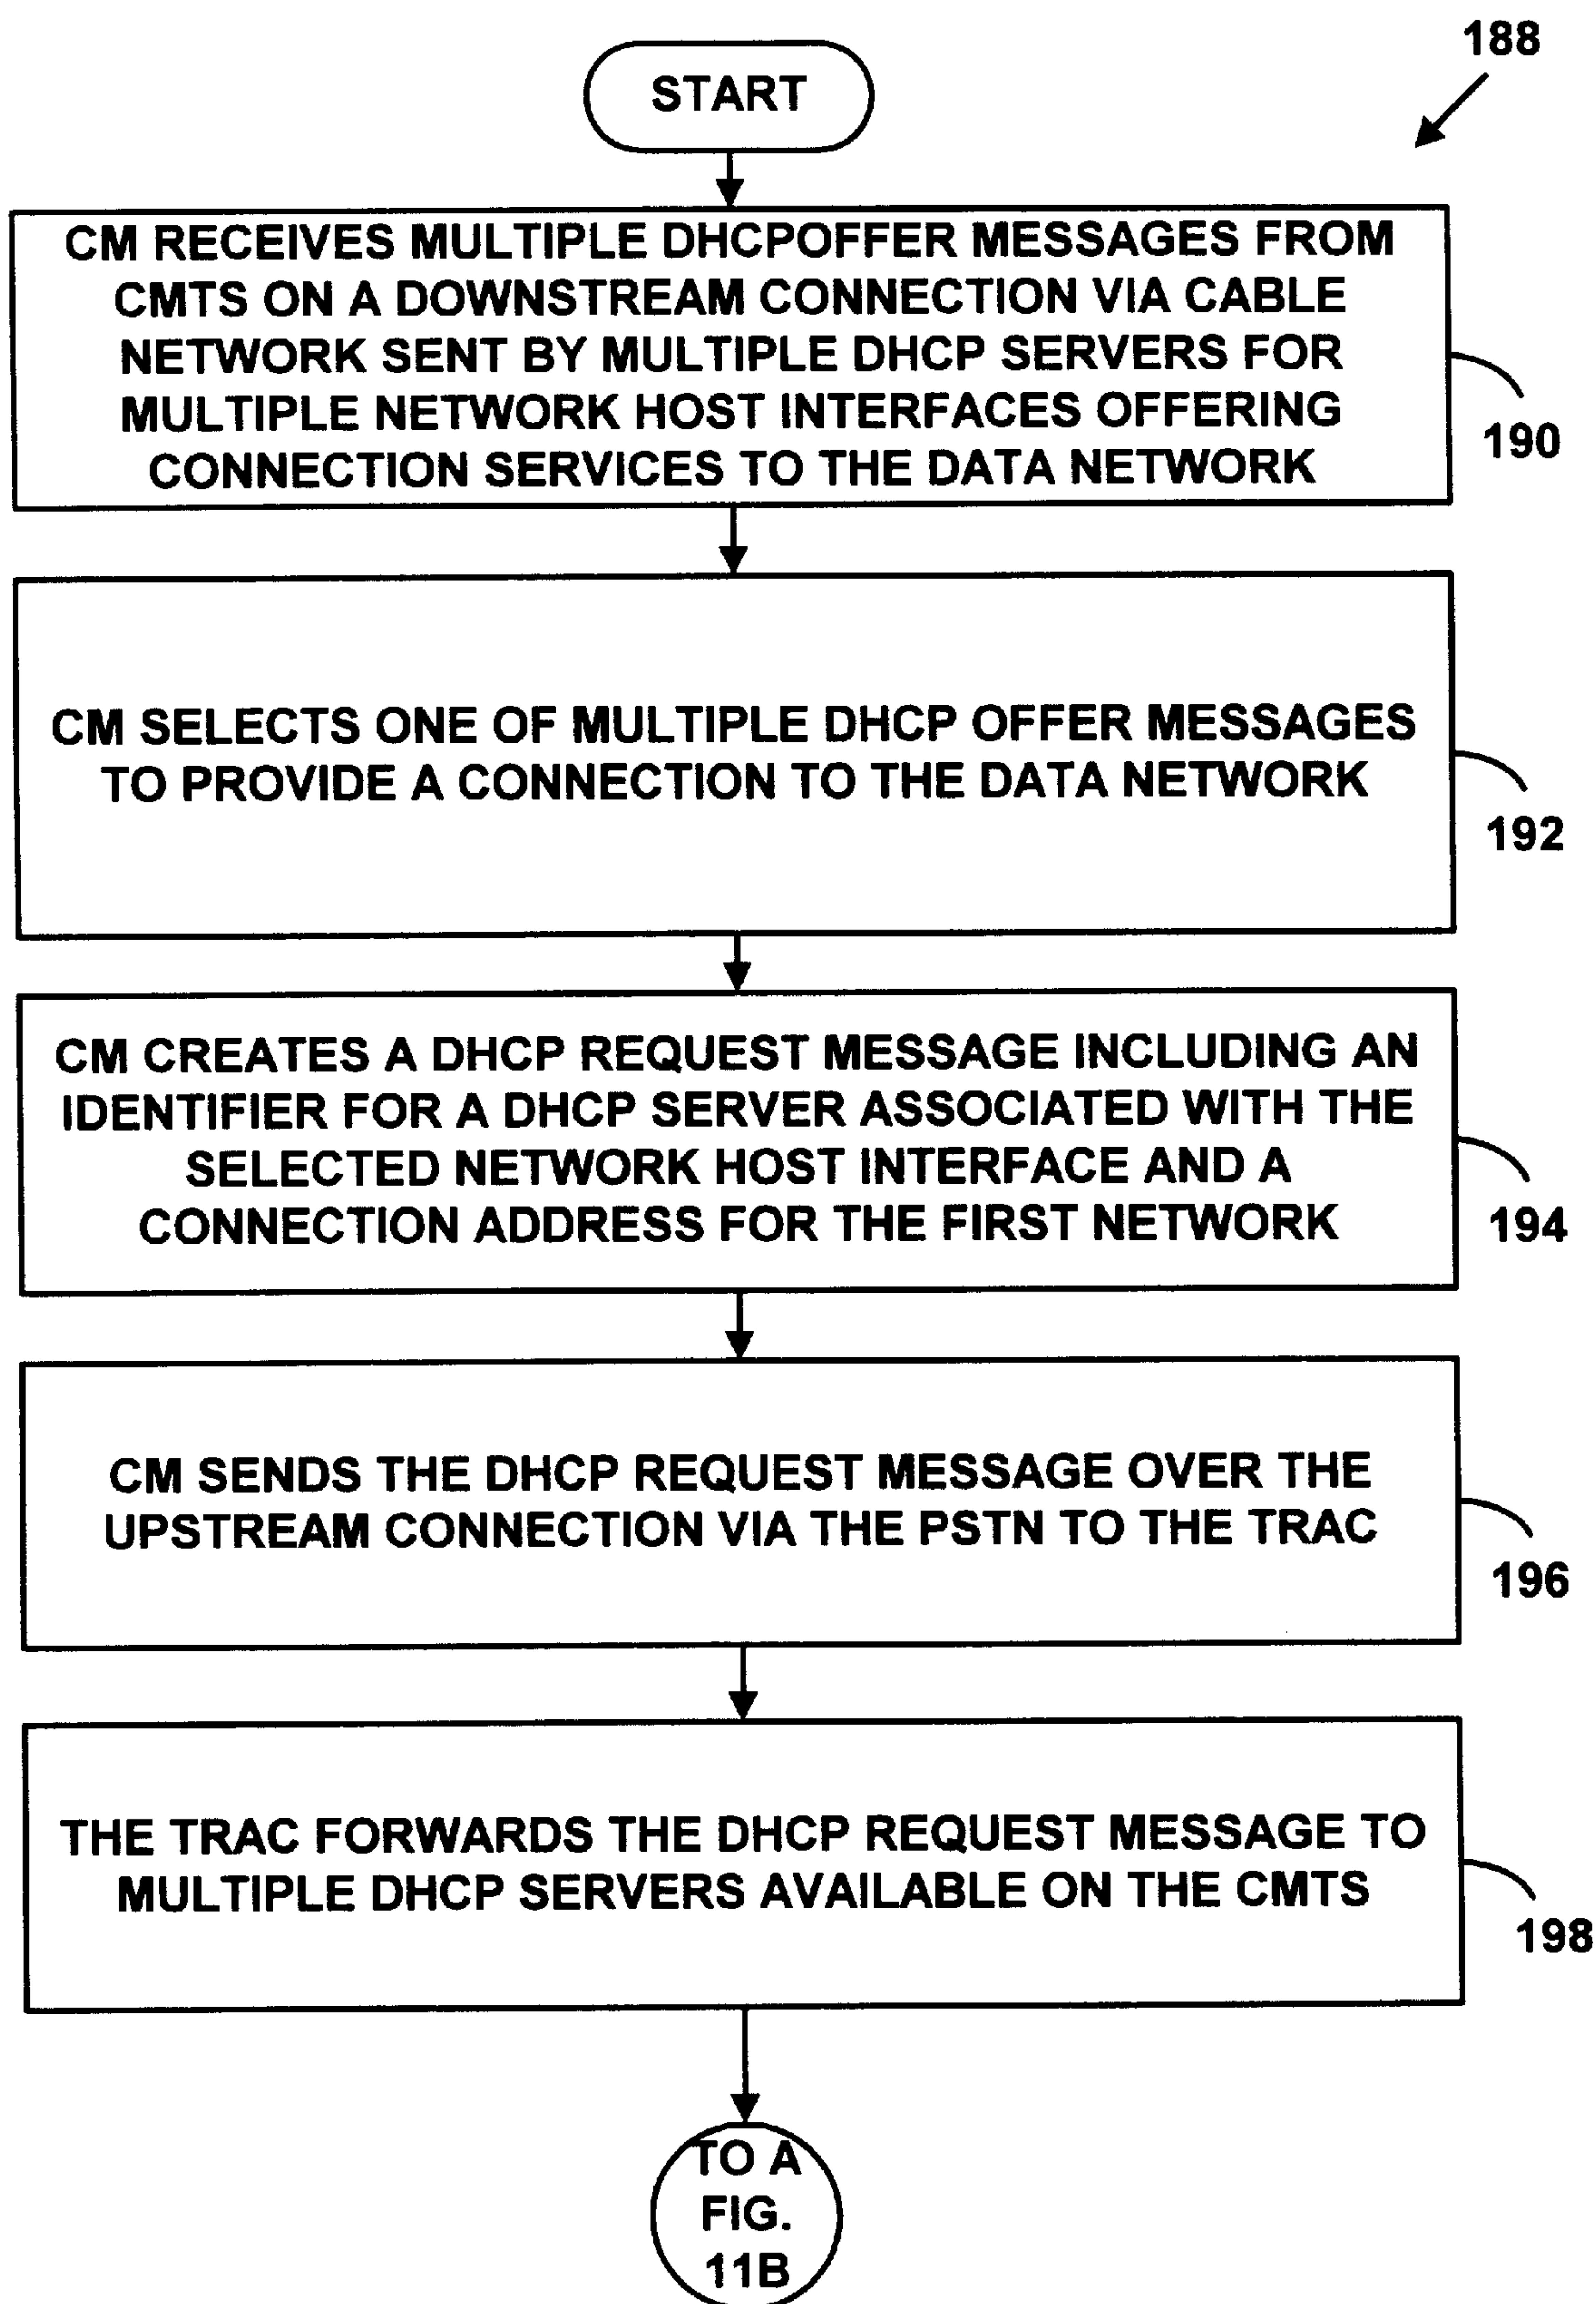 188
START
CM RECEIVES MULTIPLE DHCPOFFER MESSAGES FROM
CMTS ON A DOWNSTREAM CONNECTION VIA CABLE
NETWORK SENT BY MULTIPLE DHCP SERVERS FOR
MULTIPLE NETWORK HOST INTERFACES OFFERING
CONNECTION SERVICES TO THE DATA NETWORK
190
CM SELECTS ONE OF MULTIPLE DHCP OFFER MESSAGES
TO PROVIDE A CONNECTION TO THE DATA NETWORK
192
CM CREATES A DHCP REQUEST MESSAGE INCLUDING AN
IDENTIFIER FOR A DHCP SERVER ASSOCIATED WITH THE
SELECTED NETWORK HOST INTERFACE AND A
CONNECTION ADDRESS FOR THE FIRST NETWORK
194
CM SENDS THE DHCP REQUEST MESSAGE OVER THE
UPSTREAM CONNECTION VIA THE PSTN TO THE TRAC
196
THE TRAC FORWARDS THE DHCP REQUEST MESSAGE TO
MULTIPLE DHCP SERVERS AVAILABLE ON THE CMTS
198
TO A
FIG.
11B